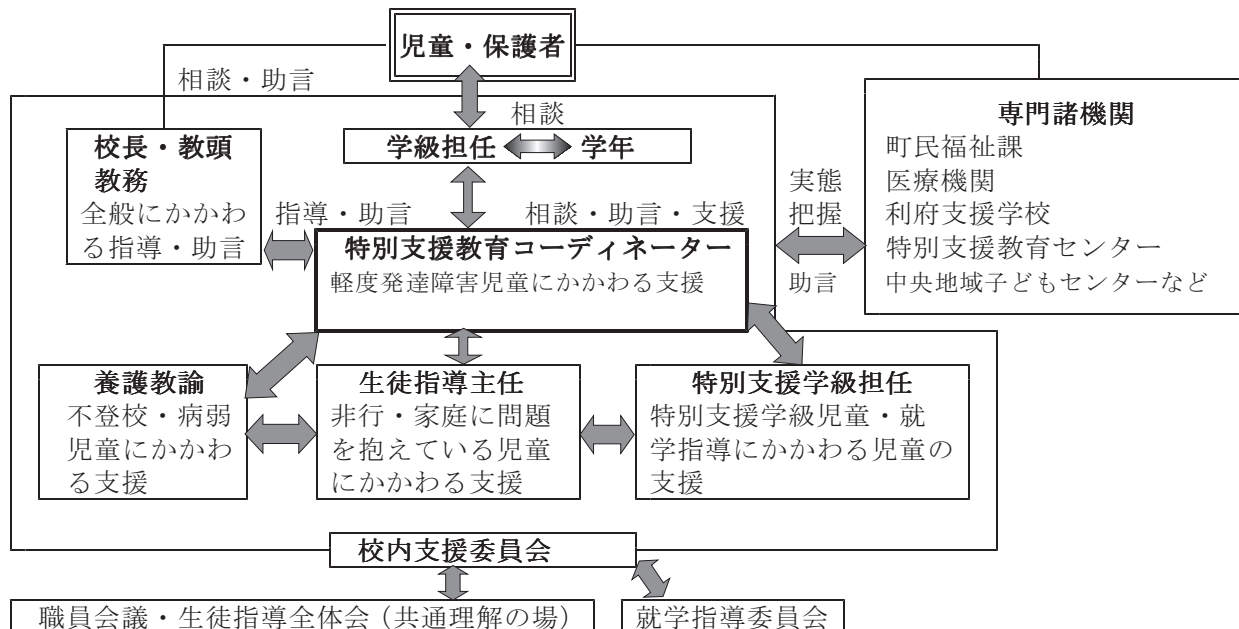 児童・保護者
相談・助言
相談
専門諸機関
町民福祉課
医療機関
利府支援学校
特別支援教育センター
中央地域子どもセンターなど
校長・教頭
教務
全般にかかわ
る指導・助言
学級担任
学年
指導・助言
相談・助言・支援
実態
把握
助言
特別支援教育コーディネーター
軽度発達障害児童にかかわる支援
養護教諭
不登校・病弱
児童にかかわ
る支援
生徒指導主任
非行・家庭に問題
を抱えている児童
にかかわる支援
特別支援学級担任
特別支援学級児童・就
学指導にかかわる児童の
支援
校内支援委員会
職員会議・生徒指導全体会（共通理解の場）
就学指導委員会